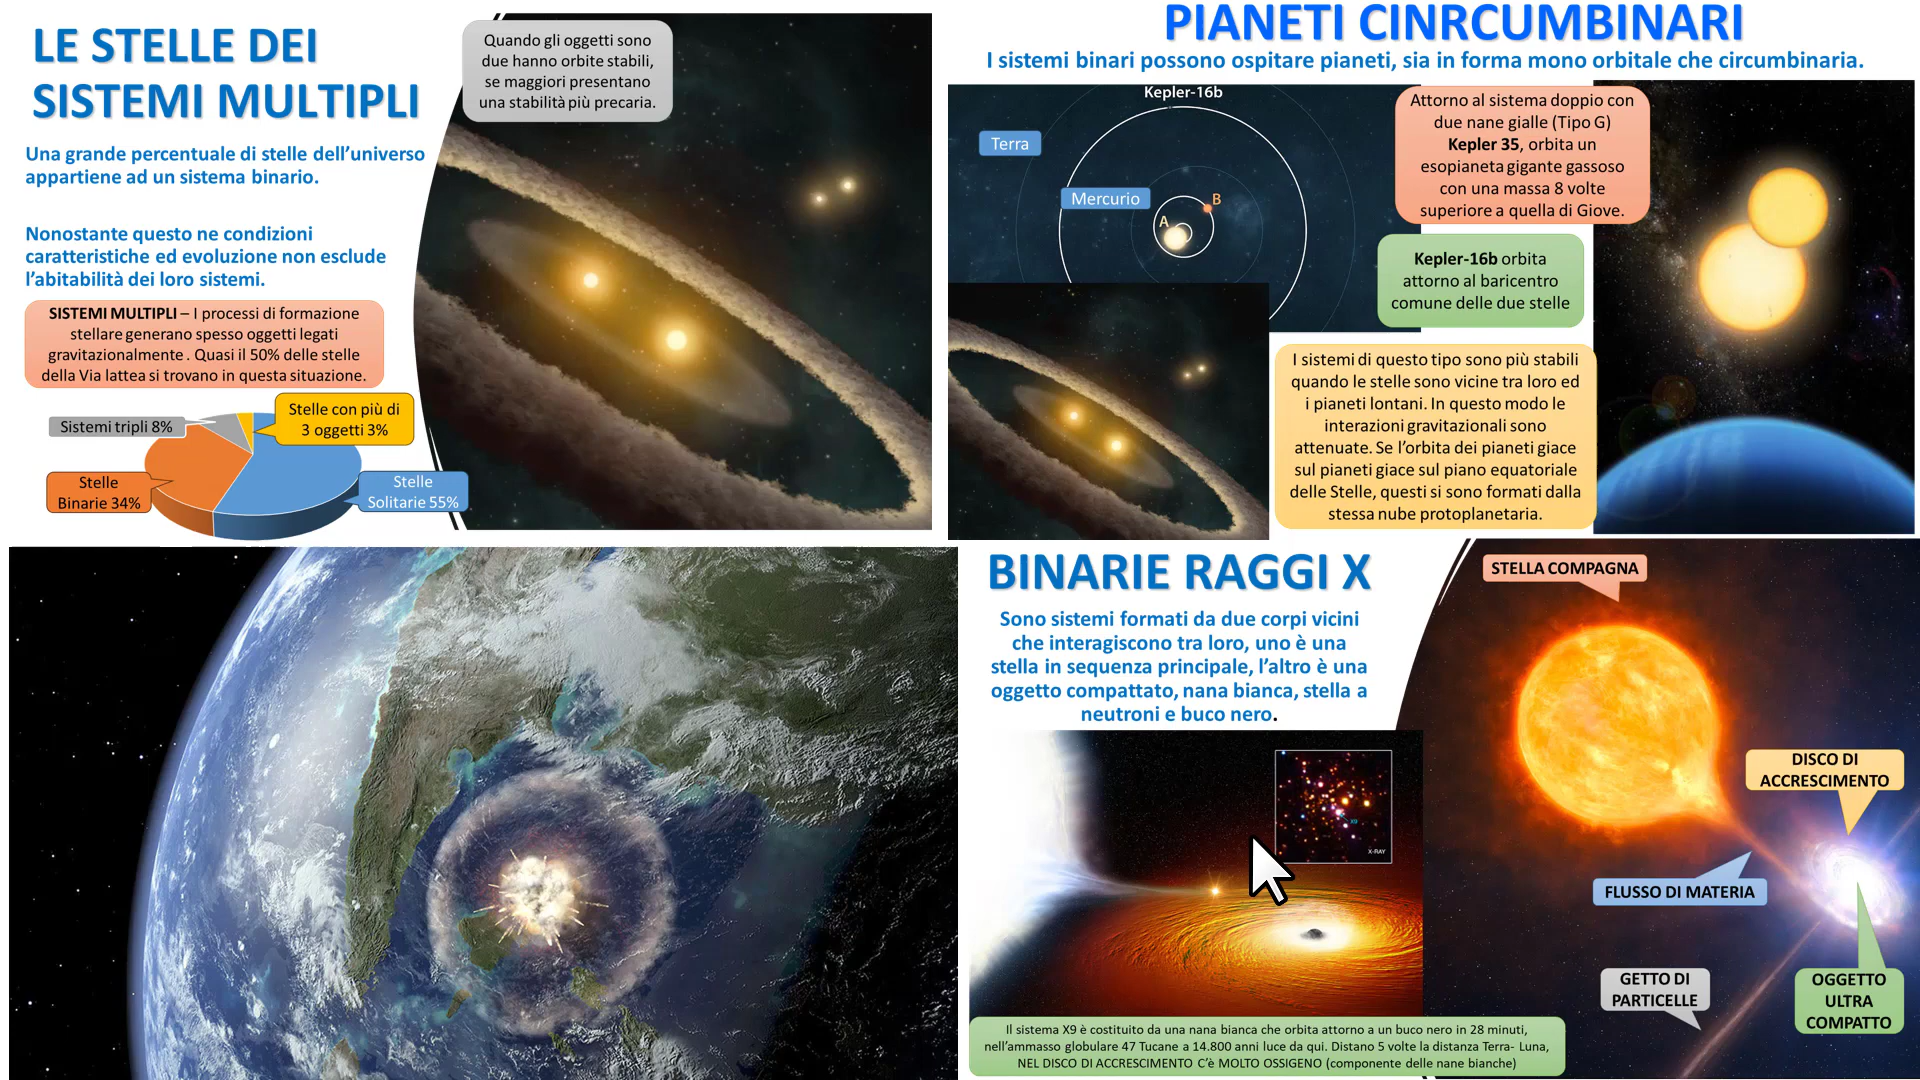 LE STELLE DEI
SISTEMI MULTIPLI
Quando gli oggetti sono
due hanno orbite stabili,
se maggiori presentano
una stabilità più precaria.
Una grande percentuale di stelle dell'universo
appartiene ad un sistema binario.
Nonostante questo ne condizioni
caratteristiche ed evoluzione non esclude
l'abitabilità dei loro sistemi.
SISTEMI MULTIPLI – I processi di formazione
stellare generano spesso oggetti legati
gravitazionalmente . Quasi il 50% delle stelle
della Via lattea si trovano in questa situazione.
Sistemi tripli 8%
Stelle con più di
3 oggetti 3%
Stelle
Binarie 34%
Stelle
Solitarie 55%
PIANETI CINRCUMBINARI
I sistemi binari possono ospitare pianeti, sia in forma mono orbitale che circumbinaria.
Kepler-16b
Terra
Mercurio
A
B
Attorno al sistema doppio con
due nane gialle (Tipo G)
Kepler 35, orbita un
esopianeta gigante gassoso
con una massa 8 volte
superiore a quella di Giove.
Kepler-16b orbita
attorno al baricentro
comune delle due stelle
I sistemi di questo tipo sono più stabili
quando le stelle sono vicine tra loro ed
i pianeti lontani. In questo modo le
interazioni gravitazionali sono
attenuate. Se l'orbita dei pianeti giace
sul pianeti giace sul piano equatoriale
delle Stelle, questi si sono formati dalla
stessa nube protoplanetaria.
BINARIE RAGGI X
Sono sistemi formati da due corpi vicini
che interagiscono tra loro, uno è una
stella in sequenza principale, l'altro è una
oggetto compattato, nana bianca, stella a
neutroni e buco nero.
X9
X-RAY
STELLA COMPAGNA
DISCO DI
ACCRESCIMENTO
FLUSSO DI MATERIA
GETTO DI
PARTICELLE
OGGETTO
ULTRA
COMPATTO
Il sistema X9 è costituito da una nana bianca che orbita attorno a un buco nero in 28 minuti,
nell'ammasso globulare 47 Tucane a 14.800 anni luce da qui. Distano 5 volte la distanza Terra- Luna,
NEL DISCO DI ACCRESCIMENTO C'è MOLTO OSSIGENO (componente delle nane bianche)